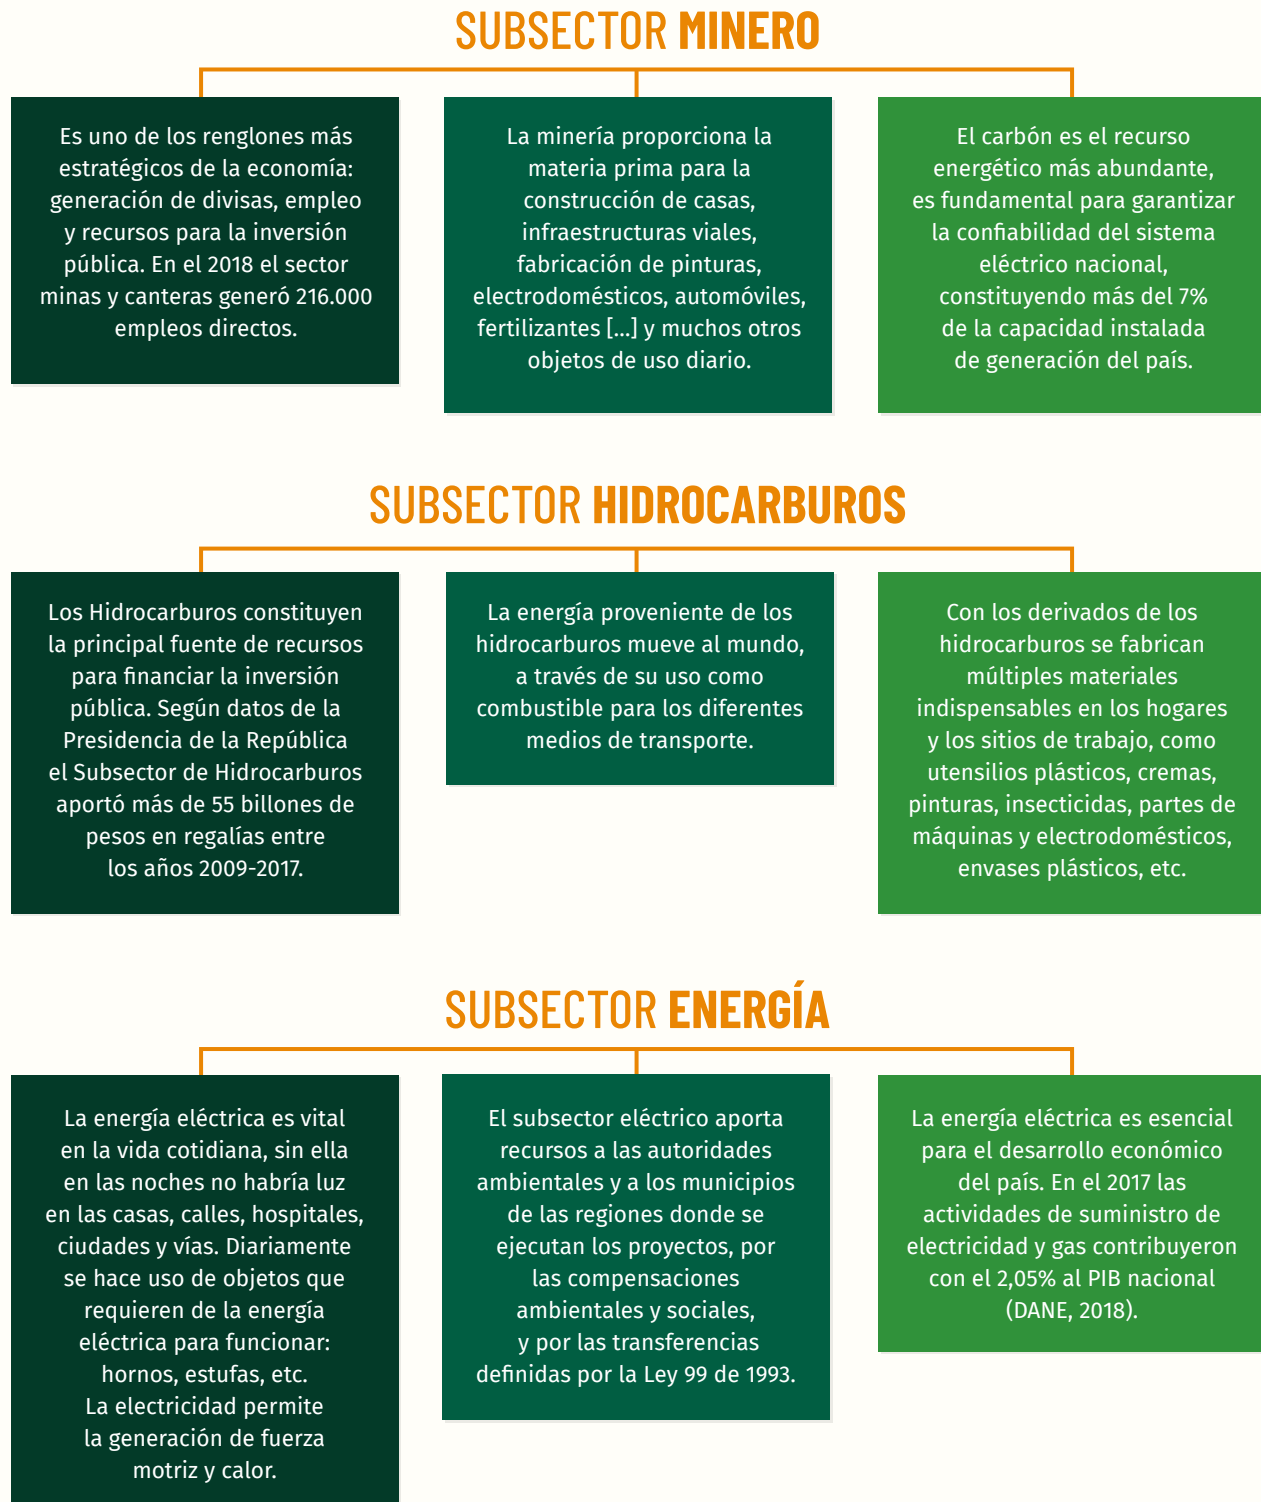 SUBSECTOR MINERO
Es uno de los renglones más
estratégicos de la economía:
generación de divisas, empleo
y recursos para la inversión
pública. En el 2018 el sector
minas y canteras generó 216.000
empleos directos.
La minería proporciona la
materia prima para la
construcción de casas,
infraestructuras viales,
fabricación de pinturas,
electrodomésticos, automóviles,
fertilizantes [...] y muchos otros
objetos de uso diario.
El carbón es el recurso
energético más abundante,
es fundamental para garantizar
la confiabilidad del sistema
eléctrico nacional,
constituyendo más del 7%
de la capacidad instalada
de generación del país.
SUBSECTOR HIDROCARBUROS
Los Hidrocarburos constituyen
la principal fuente de recursos
para financiar la inversión
pública. Según datos de la
Presidencia de la República
el Subsector de Hidrocarburos
aportó más de 55 billones de
pesos en regalías entre
los años 2009-2017.
La energía proveniente de los
hidrocarburos mueve al mundo,
a través de su uso como
combustible para los diferentes
medios de transporte.
Con los derivados de los
hidrocarburos se fabrican
múltiples materiales
indispensables en los hogares
y los sitios de trabajo, como
utensilios plásticos, cremas,
pinturas, insecticidas, partes de
máquinas y electrodomésticos,
envases plásticos, etc.
SUBSECTOR ENERGÍA
La energía eléctrica es vital
en la vida cotidiana, sin ella
en las noches no habría luz
en las casas, calles, hospitales,
ciudades y vías. Diariamente
se hace uso de objetos que
requieren de la energía
eléctrica para funcionar:
hornos, estufas, etc.
La electricidad permite
la generación de fuerza
motriz y calor.
El subsector eléctrico aporta
recursos a las autoridades
ambientales y a los municipios
de las regiones donde se
ejecutan los proyectos, por
las compensaciones
ambientales y sociales,
y por las transferencias
definidas por la Ley 99 de 1993.
La energía eléctrica es esencial
para el desarrollo económico
del país. En el 2017 las
actividades de suministro de
electricidad y gas contribuyeron
con el 2,05% al PIB nacional
(DANE, 2018).